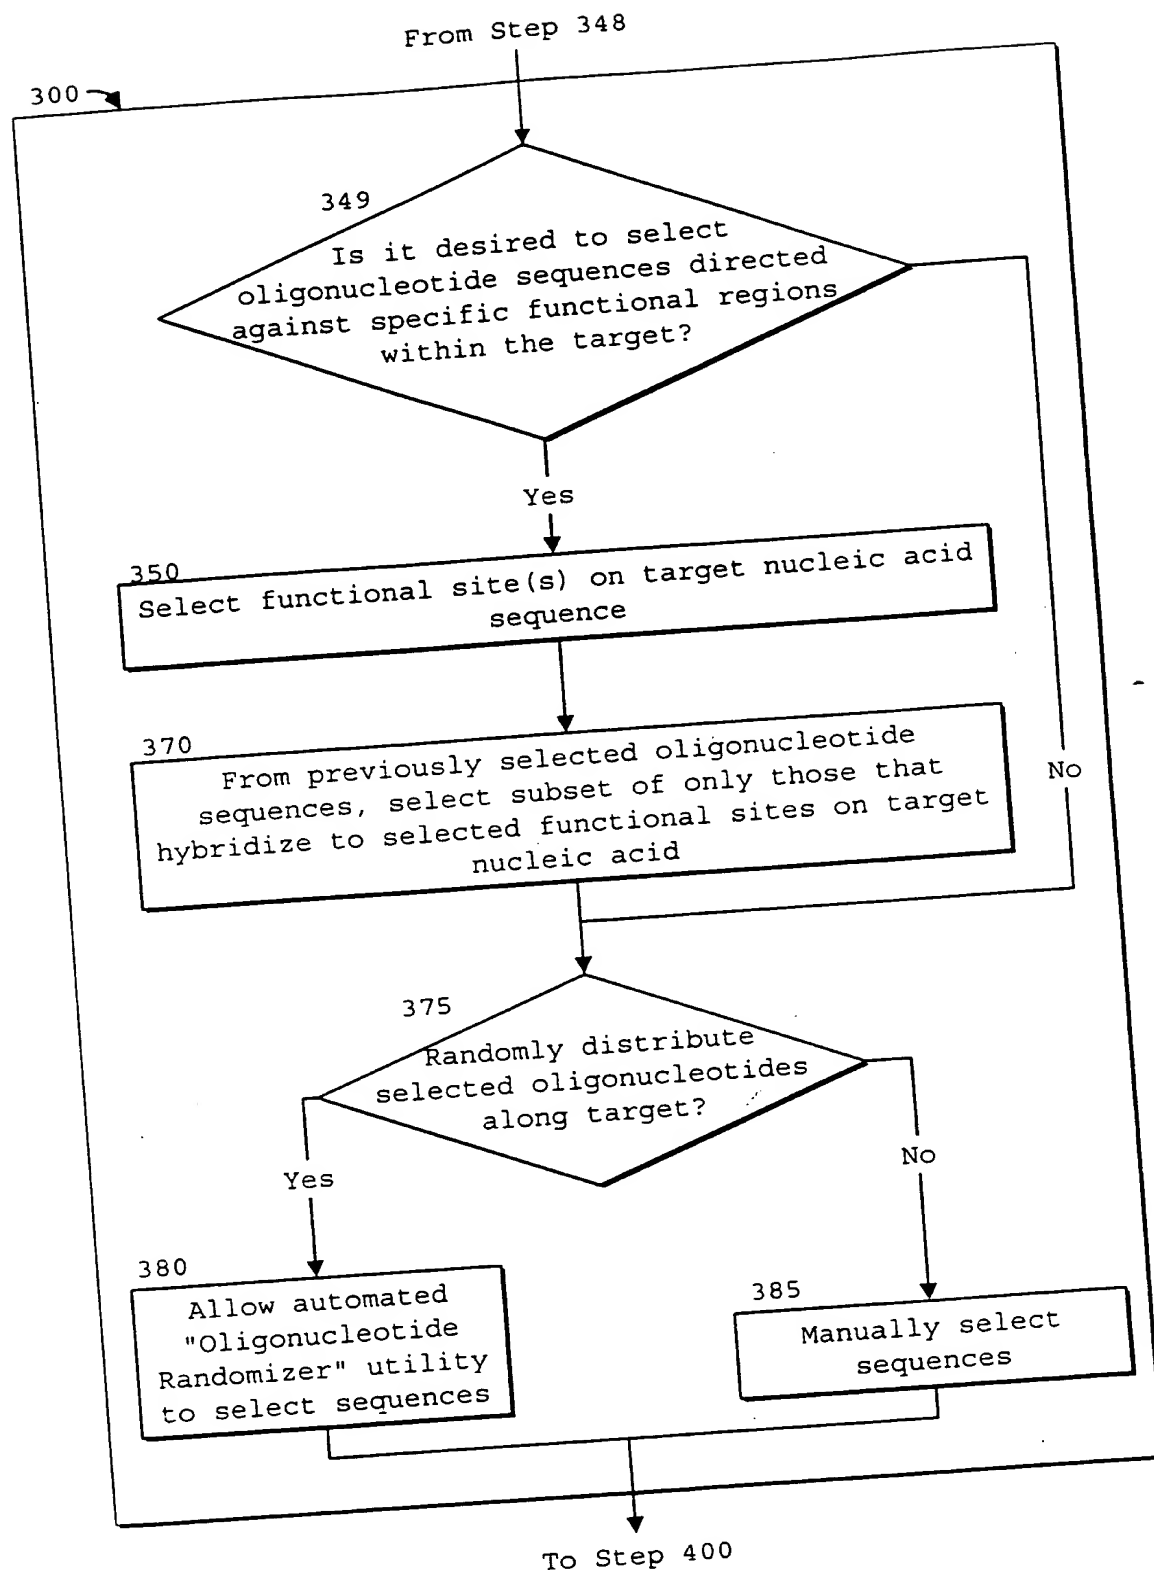 From Step 348
300
349
Is it desired to select
oligonucleotide sequences directed
against specific functional regions
within the target?
Yes
350
Select functional site(s) on target nucleic acid
sequence
370
From previously selected oligonucleotide
sequences, select subset of only those that
hybridize to selected functional sites on target
nucleic acid
No
375
Randomly distribute
selected oligonucleotides
along target?
Yes
No
380
Allow automated
"Oligonucleotide
Randomizer" utility
to select sequences
385
Manually select
sequences
To Step 400